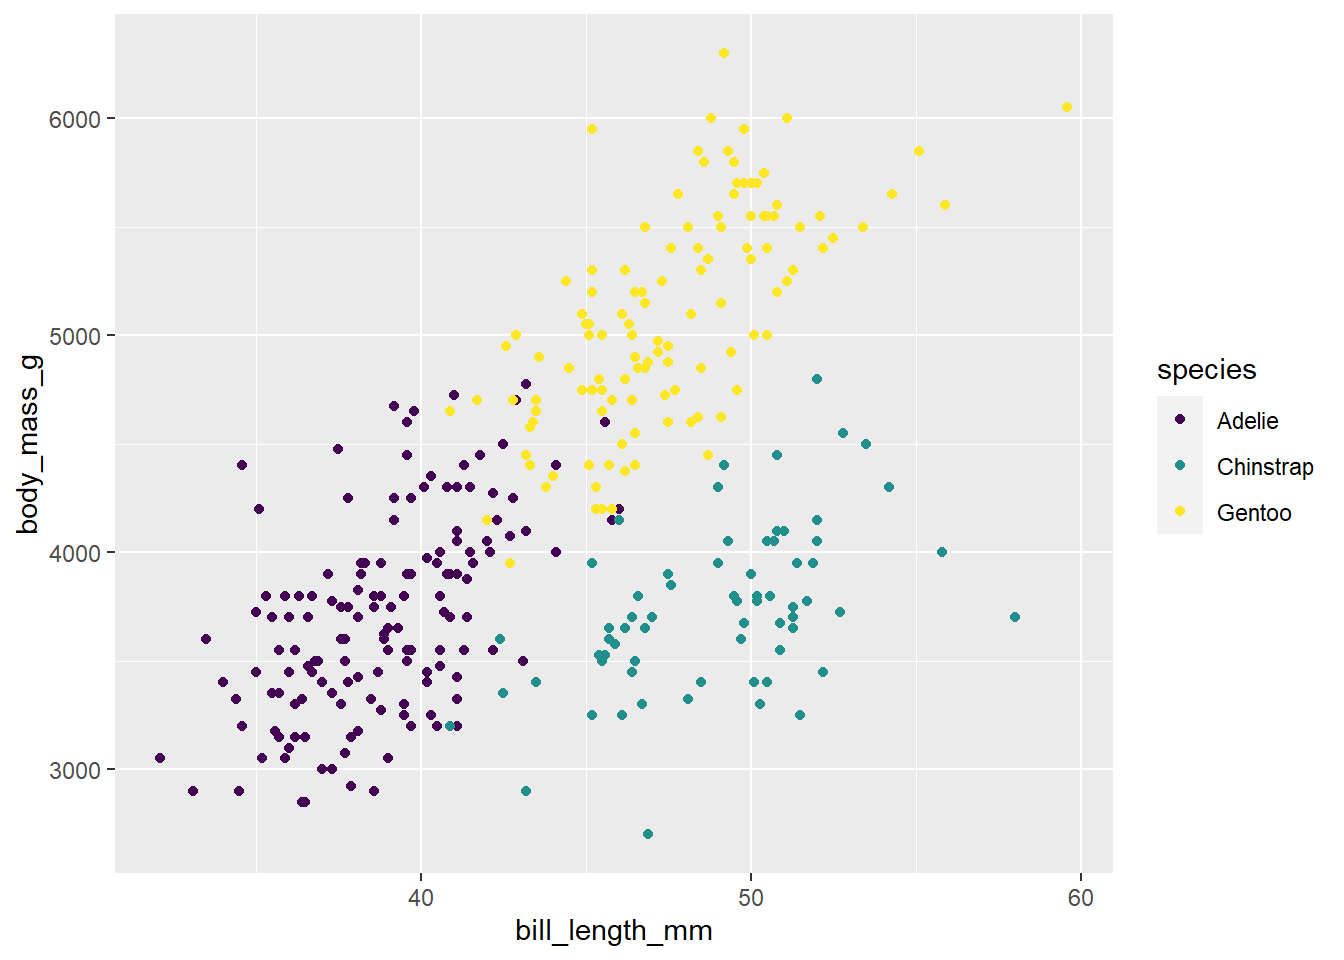 6000
5000
4000
3000
body_mass_g
40
50
60
bill_length_mm
species
Adelie
Chinstrap
Gentoo